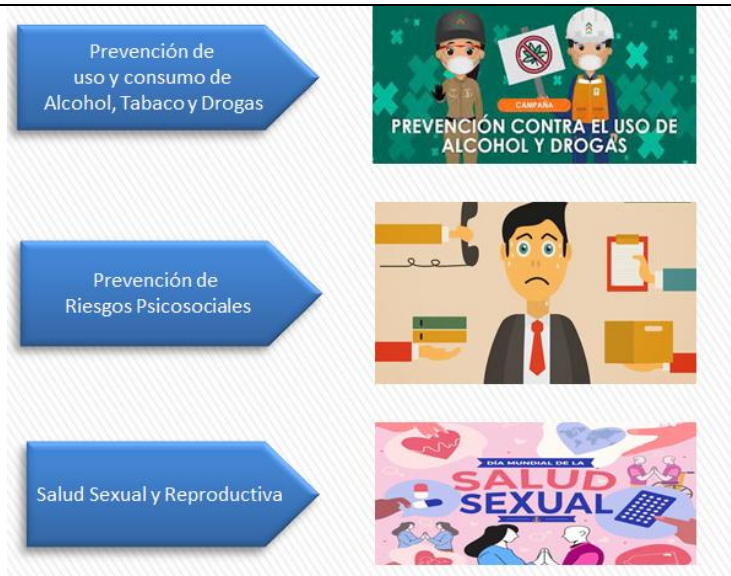 Prevención de
uso y consumo de
Alcohol, Tabaco y Drogas
CAMPAÑA
PREVENCIÓN CONTRA EL USO DE
ALCOHOL Y DROGAS
Prevención de
Riesgos Psicosociales
Salud Sexual y Reproductiva
DÍA MUNDIAL DE LA
SALUD
SEXUAL